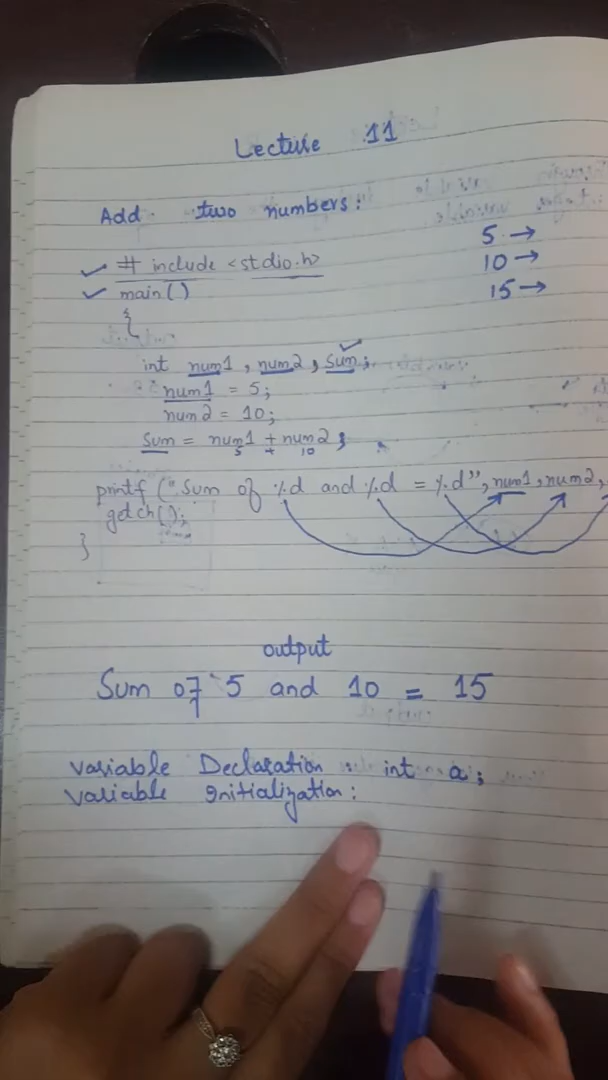 Lecture 11
Add two numbers:
5 →
# include <stdio.h>
10 →
main()
15 →
{
int num1, num2, sum;
num1 = 5;
num2 = 10;
Sum = num1 + num2;
5 + 10
printf ("Sum of %d and %d = %d", num1, num2,
getch();
}
output
Sum of 5 and 10 = 15
variable Declaration : int a;
variable Initialization: